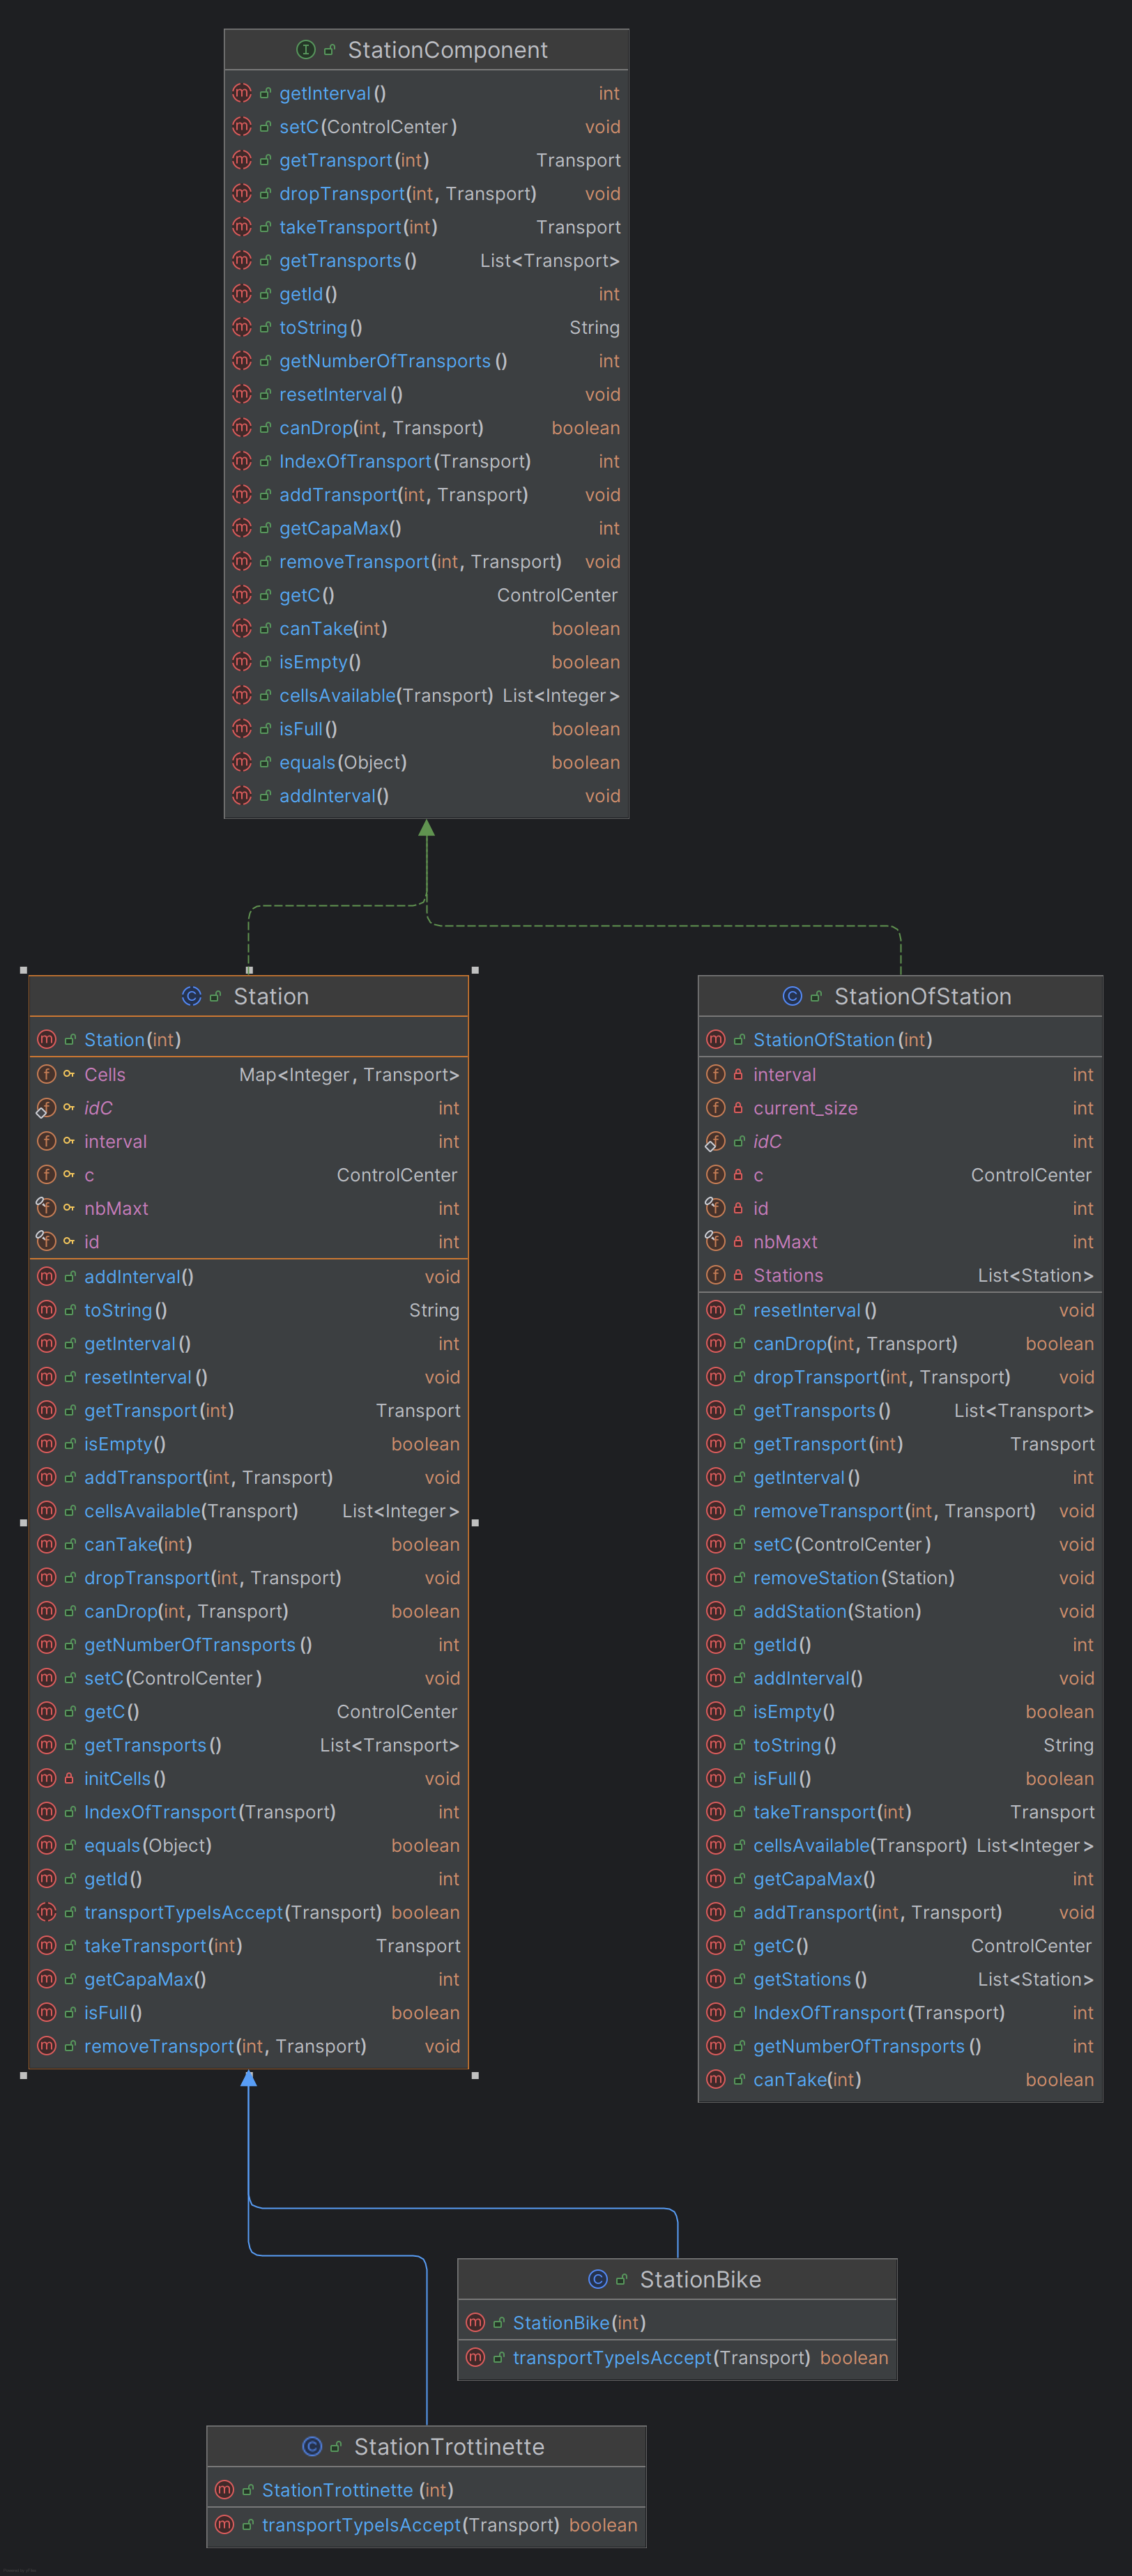 StationComponent
getInterval() int
setC(ControlCenter) void
getTransport(int) Transport
dropTransport(int, Transport) void
takeTransport(int) Transport
getTransports() List<Transport>
getId() int
toString() String
getNumberOfTransports() int
resetInterval() void
canDrop(int, Transport) boolean
IndexOfTransport(Transport) int
addTransport(int, Transport) void
getCapaMax() int
removeTransport(int, Transport) void
getC() ControlCenter
canTake(int) boolean
isEmpty() boolean
cellsAvailable(Transport) List<Integer>
isFull() boolean
equals(Object) boolean
addInterval() void
Station
Station(int)
Cells Map<Integer, Transport>
idC int
interval int
c ControlCenter
nbMaxt int
id int
addInterval() void
toString() String
getInterval() int
resetInterval() void
getTransport(int) Transport
isEmpty() boolean
addTransport(int, Transport) void
cellsAvailable(Transport) List<Integer>
canTake(int) boolean
dropTransport(int, Transport) void
canDrop(int, Transport) boolean
getNumberOfTransports() int
setC(ControlCenter) void
getC() ControlCenter
getTransports() List<Transport>
initCells() void
IndexOfTransport(Transport) int
equals(Object) boolean
getId() int
transportTypeIsAccept(Transport) boolean
takeTransport(int) Transport
getCapaMax() int
isFull() boolean
removeTransport(int, Transport) void
StationOfStation
StationOfStation(int)
interval int
current_size int
idC int
c ControlCenter
id int
nbMaxt int
Stations List<Station>
resetInterval() void
canDrop(int, Transport) boolean
dropTransport(int, Transport) void
getTransports() List<Transport>
getTransport(int) Transport
getInterval() int
removeTransport(int, Transport) void
setC(ControlCenter) void
removeStation(Station) void
addStation(Station) void
getId() int
addInterval() void
isEmpty() boolean
toString() String
isFull() boolean
takeTransport(int) Transport
cellsAvailable(Transport) List<Integer>
getCapaMax() int
addTransport(int, Transport) void
getC() ControlCenter
getStations() List<Station>
IndexOfTransport(Transport) int
getNumberOfTransports() int
canTake(int) boolean
StationBike
StationBike(int)
transportTypeIsAccept(Transport) boolean
StationTrottinette
StationTrottinette(int)
transportTypeIsAccept(Transport) boolean